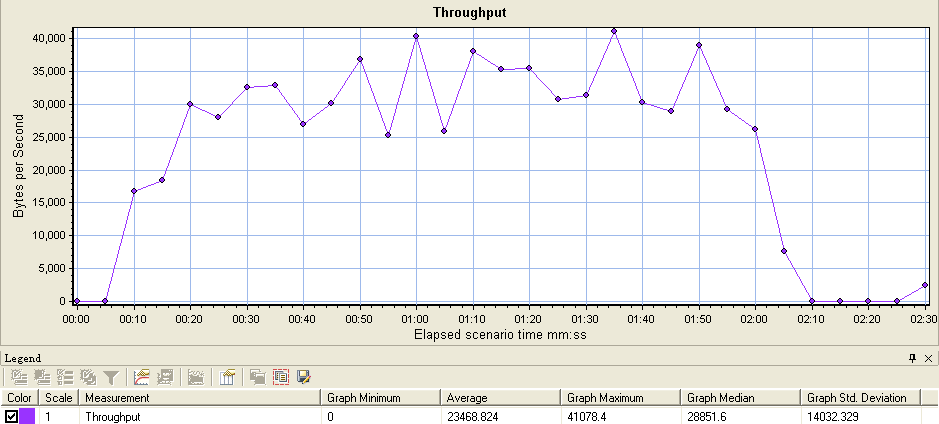 Throughput
40,000
35,000
30,000
25,000
20,000
15,000
10,000
5,000
0
Bytes per Second
00:00 00:10 00:20 00:30 00:40 00:50 01:00 01:10 01:20 01:30 01:40 01:50 02:00 02:10 02:20 02:30
Elapsed scenario time mm:ss
Legend
Color Scale Measurement Graph Minimum Average Graph Maximum Graph Median Graph Std. Deviation
1 Throughput 0 23468.824 41078.4 28851.6 14032.329